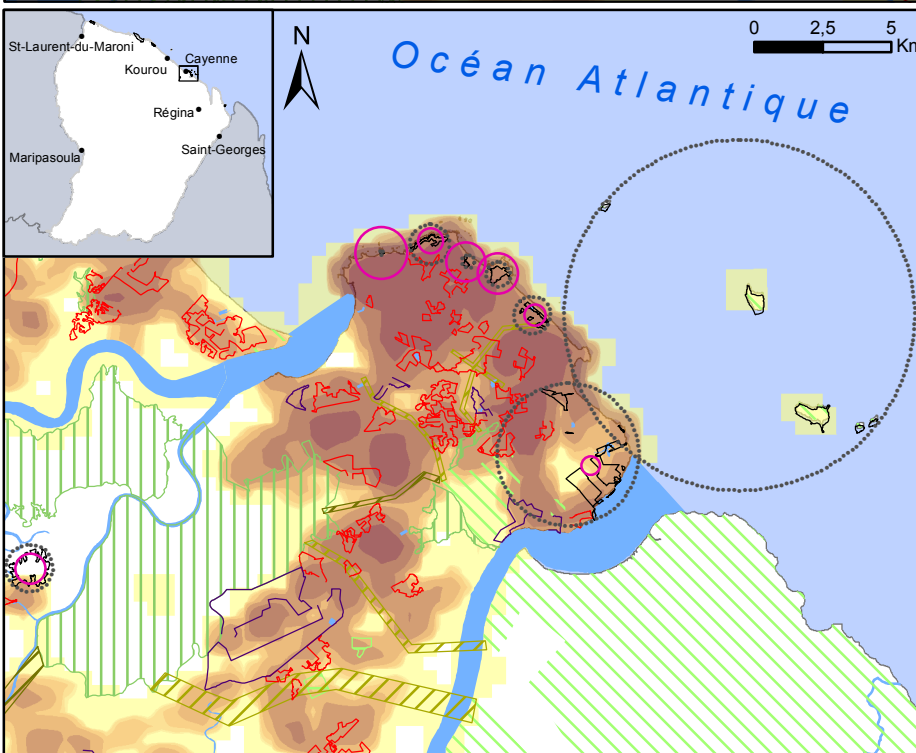 St-Laurent-du-Maroni
Cayenne
Kourou
Régina
Saint-Georges
Maripasoula
N
0 2,5 5
Km
Océan Atlantique